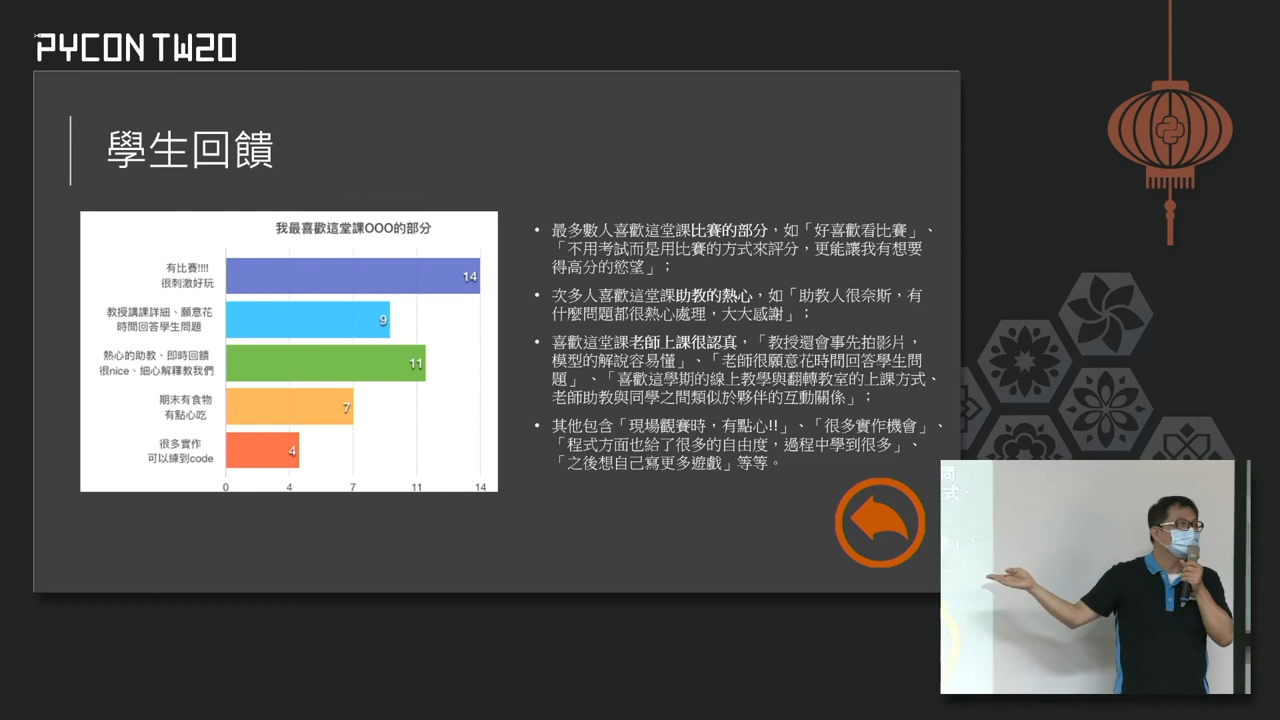 PYCON TW20
學生回饋
我最喜歡這堂課OOO的部分
有比賽!!!!
很刺激好玩
14
教授講課詳細、願意花
時間回答學生問題
9
熱心的助教、即時回饋
很nice、細心解釋教我們
11
期末有食物
有點心吃
7
很多實作
可以練到code
4
0 4 7 11 14
• 最多數人喜歡這堂課比賽的部分，如「好喜歡看比賽」、
「不用考試而是用比賽的方式來評分，更能讓我有想要
得高分的慾望」；
• 次多人喜歡這堂課助教的熱心，如「助教人很奈斯，有
什麼問題都很熱心處理，大大感謝」；
• 喜歡這堂課老師上課很認真，「教授還會事先拍影片，
模型的解說容易懂」、「老師很願意花時間回答學生問
題」、「喜歡這學期的線上教學與翻轉教室的上課方式、
老師助教與同學之間類似於夥伴的互動關係」；
• 其他包含「現場觀賽時，有點心!!」、「很多實作機會」、
「程式方面也給了很多的自由度，過程中學到很多」、
「之後想自己寫更多遊戲」等等。
問
式、